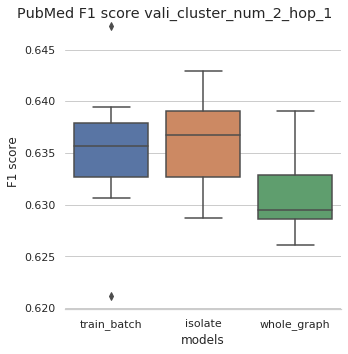 PubMed F1 score vali_cluster_num_2_hop_1
0.645
0.640
0.635
0.630
0.625
0.620
F1 score
train_batch
isolate
whole_graph
models